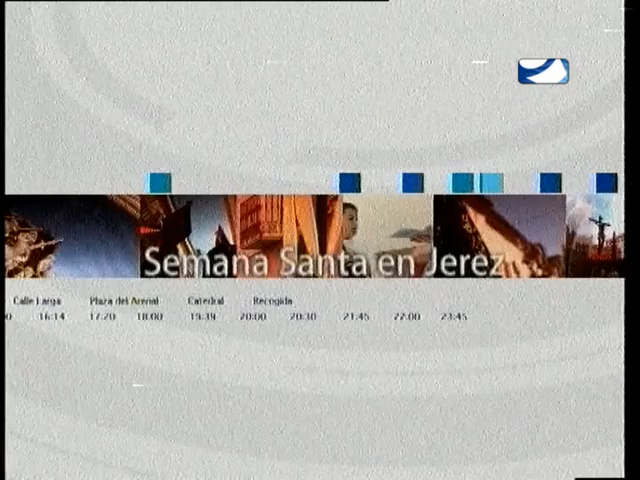 Semana Santa en Jerez
Calle Larga Plaza del Arenal Catedral Recogida
0 16:14 17:20 18:00 19:39 20:00 20:30 21:45 22:00 23:45